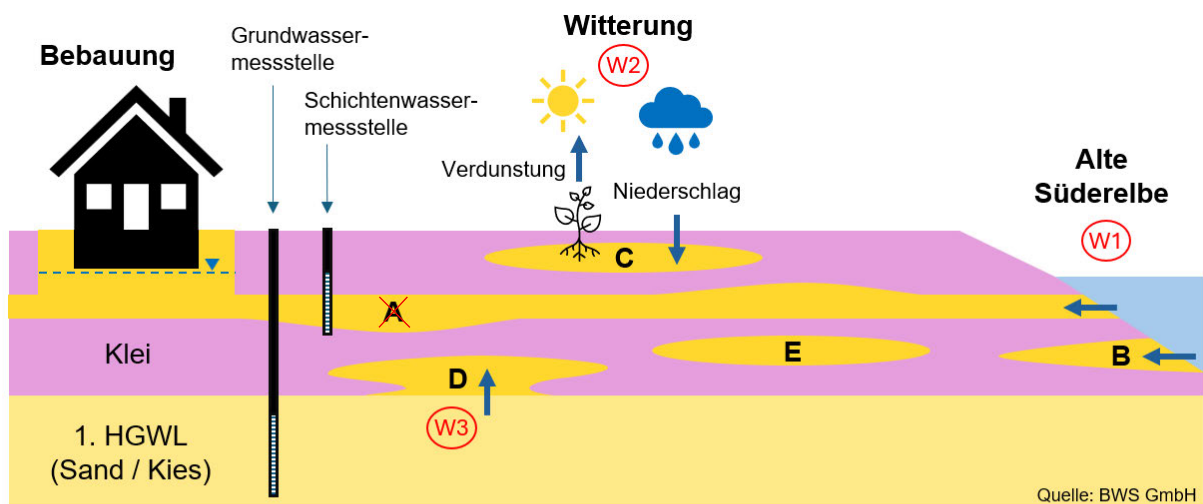 Bebauung
Grundwasser-
messstelle
Schichtenwasser-
messstelle
Witterung
W2
Verdunstung
Niederschlag
Alte
Süderelbe
W1
C
A
Klei
E
B
D
W3
1. HGWL
(Sand / Kies)
Quelle: BWS GmbH